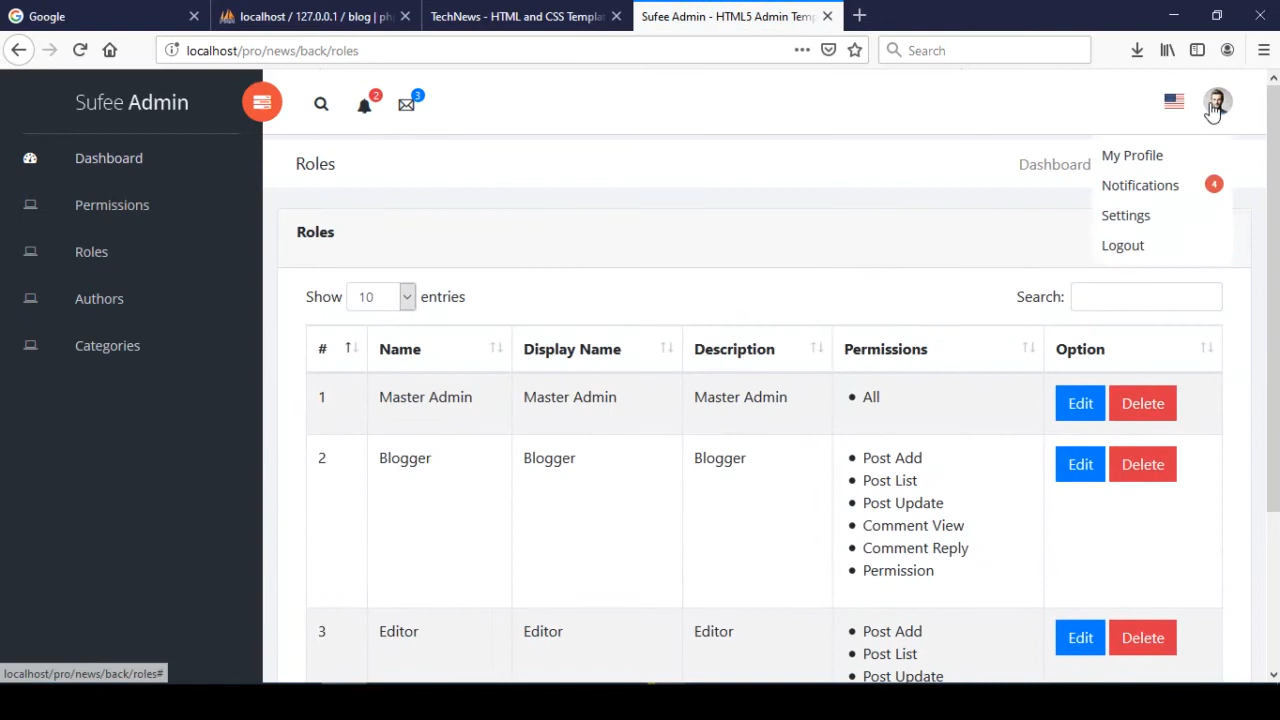 Google
localhost / 127.0.0.1 / blog | ph
TechNews - HTML and CSS Templat
Sufee Admin - HTML5 Admin Temp
localhost/pro/news/back/roles
Search
Sufee Admin
2
3
Dashboard
Permissions
Roles
Authors
Categories
Roles
Dashboard
My Profile
Notifications 4
Settings
Logout
Roles
Show 10 entries
Search:
# Name Display Name Description Permissions Option
1 Master Admin Master Admin Master Admin All Edit Delete
2 Blogger Blogger Blogger Post Add Edit Delete
Post List
Post Update
Comment View
Comment Reply
Permission
3 Editor Editor Editor Post Add Edit Delete
Post List
Post Update
localhost/pro/news/back/roles#